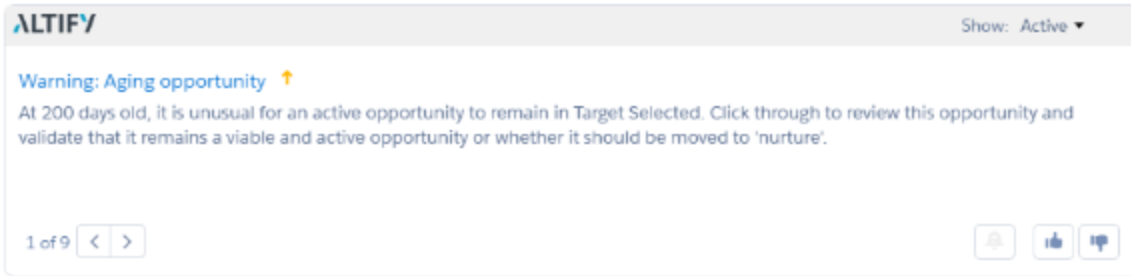 ALTIFY
Show: Active
Warning: Aging opportunity
At 200 days old, it is unusual for an active opportunity to remain in Target Selected. Click through to review this opportunity and
validate that it remains a viable and active opportunity or whether it should be moved to 'nurture'.
1 of 9